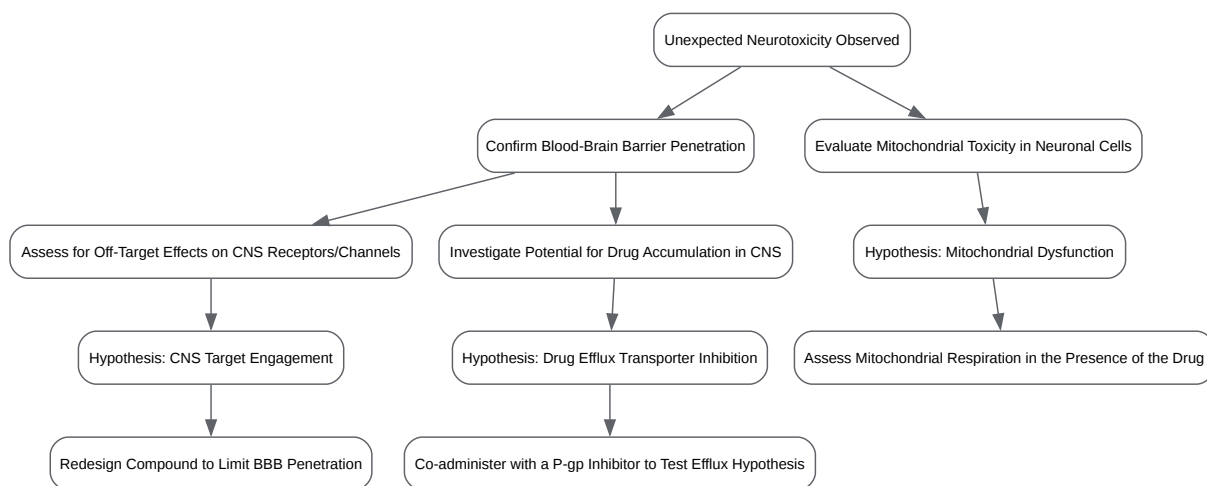 Unexpected Neurotoxicity Observed
Confirm Blood-Brain Barrier Penetration
Evaluate Mitochondrial Toxicity in Neuronal Cells
Assess for Off-Target Effects on CNS Receptors/Channels
Investigate Potential for Drug Accumulation in CNS
Hypothesis: Mitochondrial Dysfunction
Hypothesis: CNS Target Engagement
Hypothesis: Drug Efflux Transporter Inhibition
Assess Mitochondrial Respiration in the Presence of the Drug
Redesign Compound to Limit BBB Penetration
Co-administer with a P-gp Inhibitor to Test Efflux Hypothesis